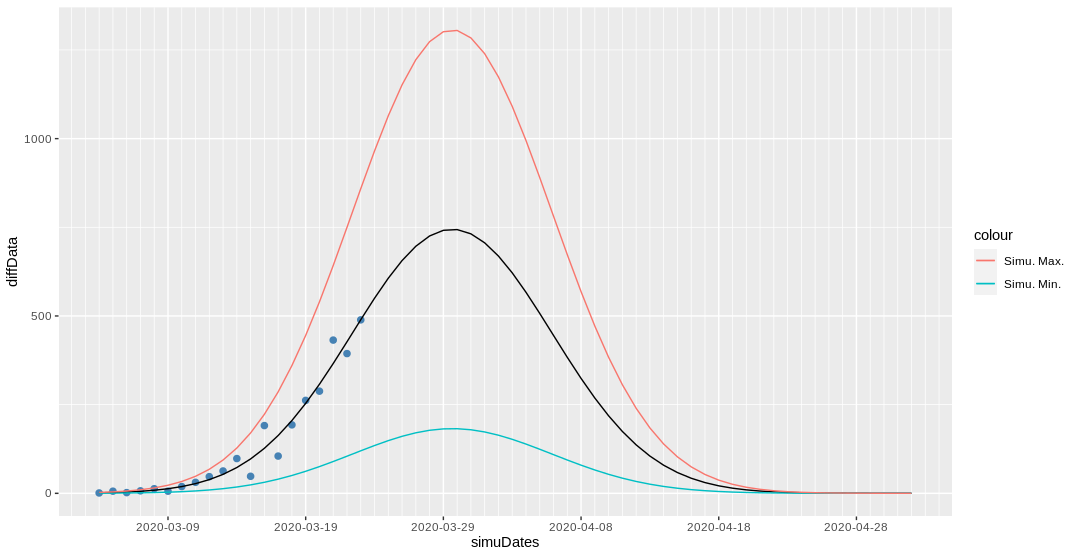 1000
500
0
diffData
2020-03-09
2020-03-19
2020-03-29
2020-04-08
2020-04-18
2020-04-28
simuDates
colour
Simu. Max.
Simu. Min.